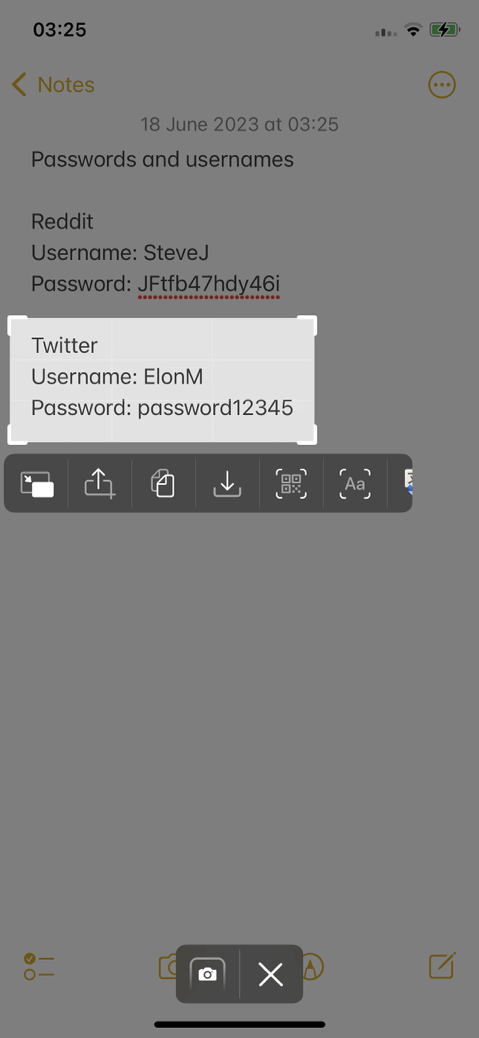 03:25
Notes
18 June 2023 at 03:25
Passwords and usernames
Reddit
Username: SteveJ
Password: JFtfb47hdy46i
Twitter
Username: ElonM
Password: password12345
Aa